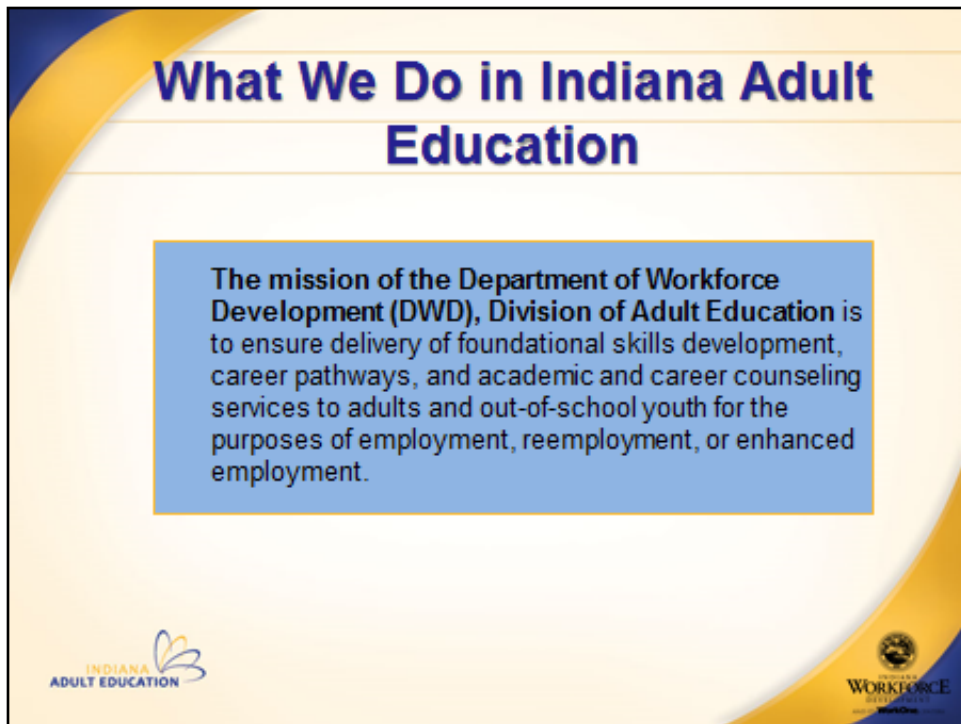 What We Do in Indiana Adult
Education
The mission of the Department of Workforce
Development (DWD), Division of Adult Education is
to ensure delivery of foundational skills development,
career pathways, and academic and career counseling
services to adults and out-of-school youth for the
purposes of employment, reemployment, or enhanced
employment.
INDIANA
ADULT EDUCATION
INDIANA
WORKFORCE
DEVELOPMENT
WorkOne